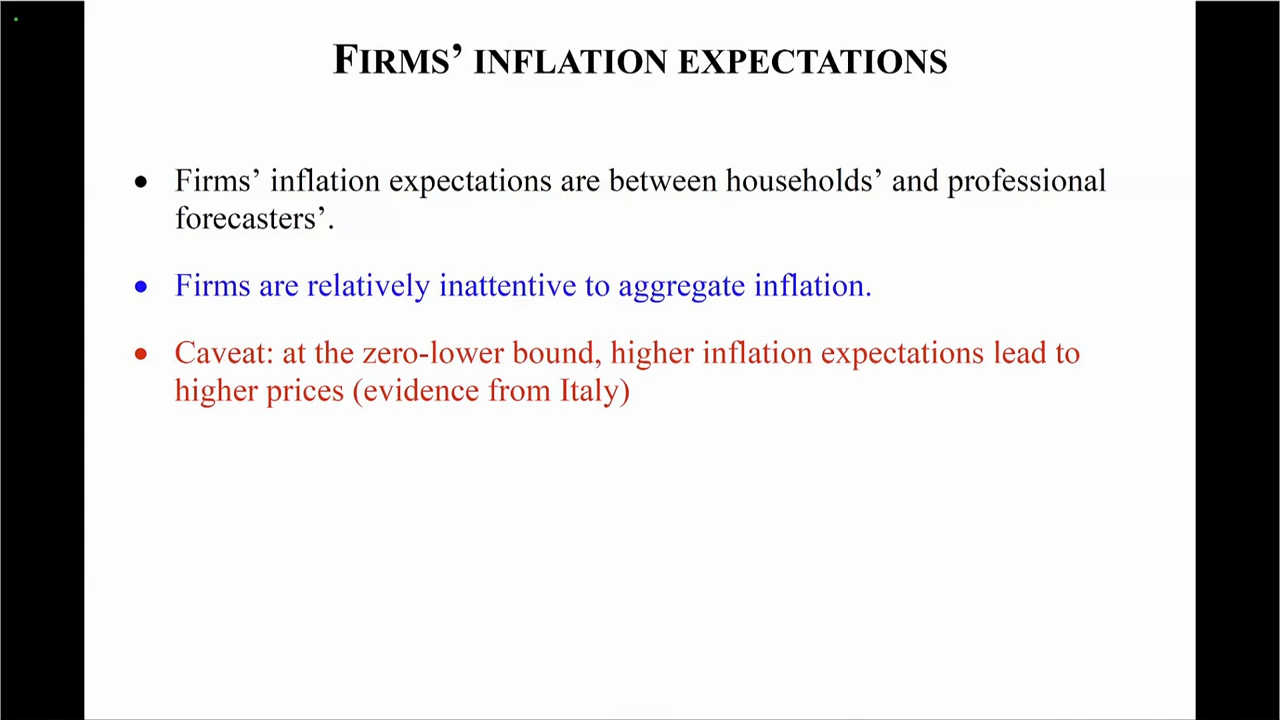 FIRMS’ INFLATION EXPECTATIONS
• Firms’ inflation expectations are between households’ and professional
forecasters’.
• Firms are relatively inattentive to aggregate inflation.
• Caveat: at the zero-lower bound, higher inflation expectations lead to
higher prices (evidence from Italy)